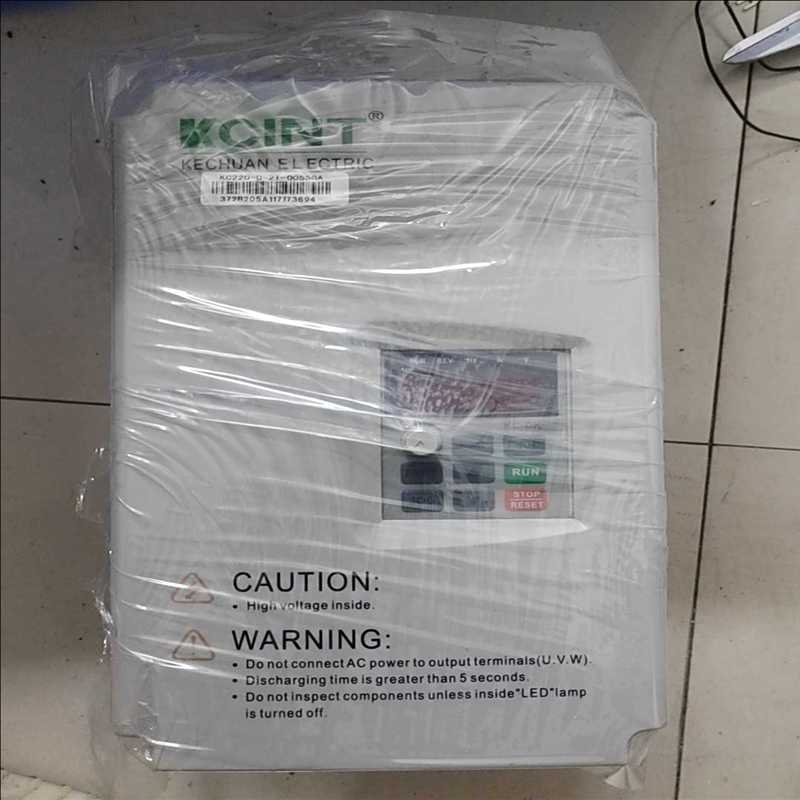 KCINT®
KECHUAN ELECTRIC
372B205A117173694
RUN
STOP
RESET
CAUTION:
• High voltage inside.
WARNING:
• Do not connect AC power to output terminals(U.V.W).
• Discharging time is greater than 5 seconds.
• Do not inspect components unless inside"LED"lamp
is turned off.